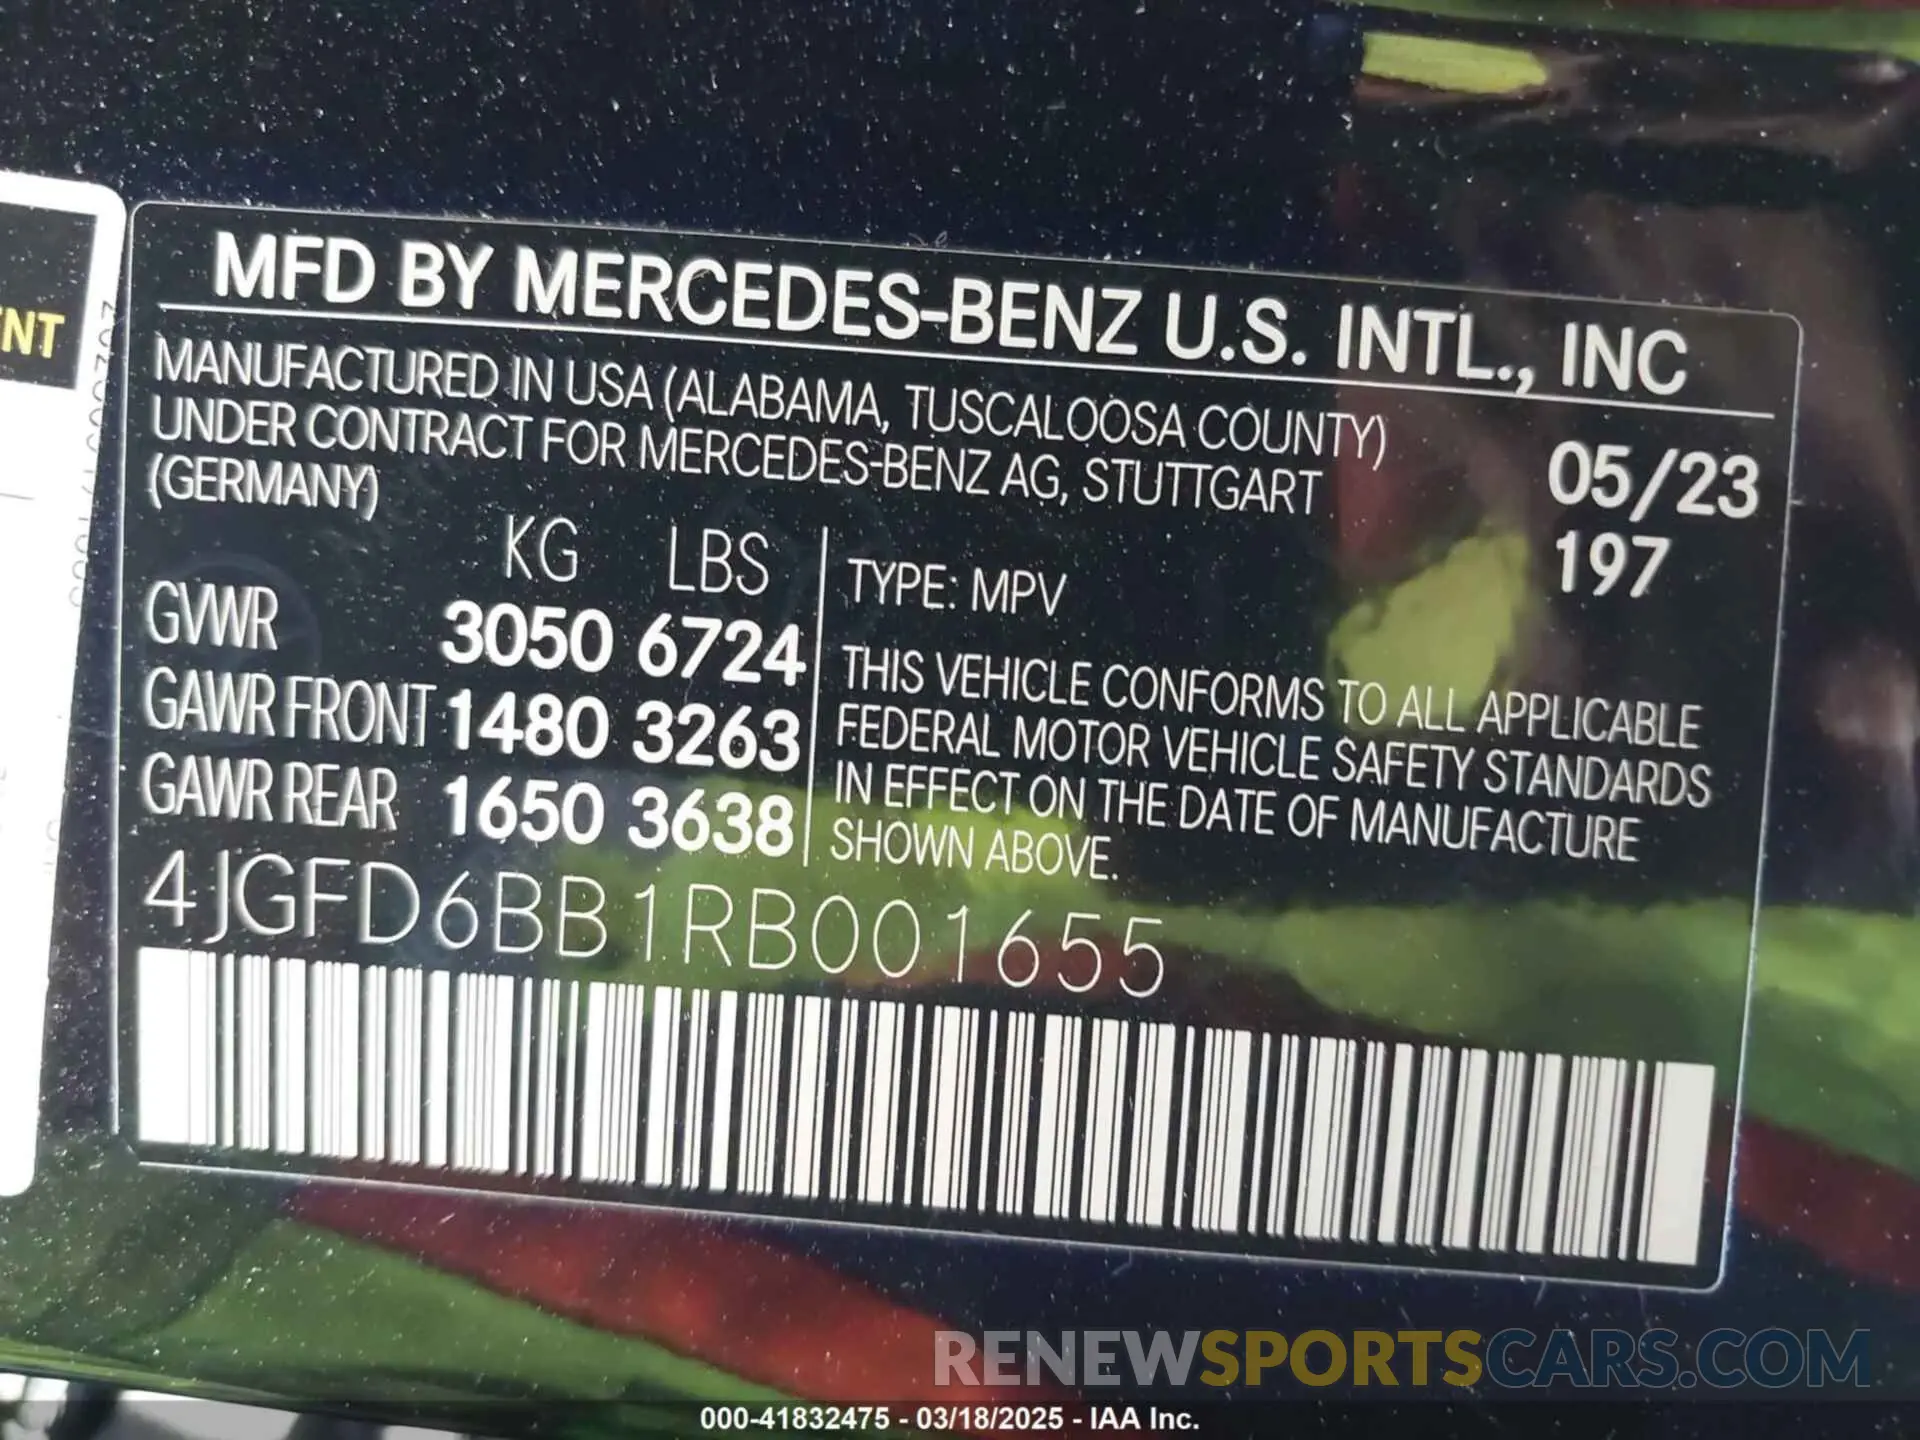 MFD BY MERCEDES-BENZ U.S. INTL., INC
MANUFACTURED IN USA (ALABAMA, TUSCALOOSA COUNTY)
UNDER CONTRACT FOR MERCEDES-BENZ AG, STUTTGART
(GERMANY)
05/23
197
KG LBS
GVWR 3050 6724
GAWR FRONT 1480 3263
GAWR REAR 1650 3638
TYPE: MPV
THIS VEHICLE CONFORMS TO ALL APPLICABLE
FEDERAL MOTOR VEHICLE SAFETY STANDARDS
IN EFFECT ON THE DATE OF MANUFACTURE
SHOWN ABOVE.
4JGFD6BB1RB001655
RENEWSPORTSCARS.COM
000-41832475 - 03/18/2025 - IAA Inc.